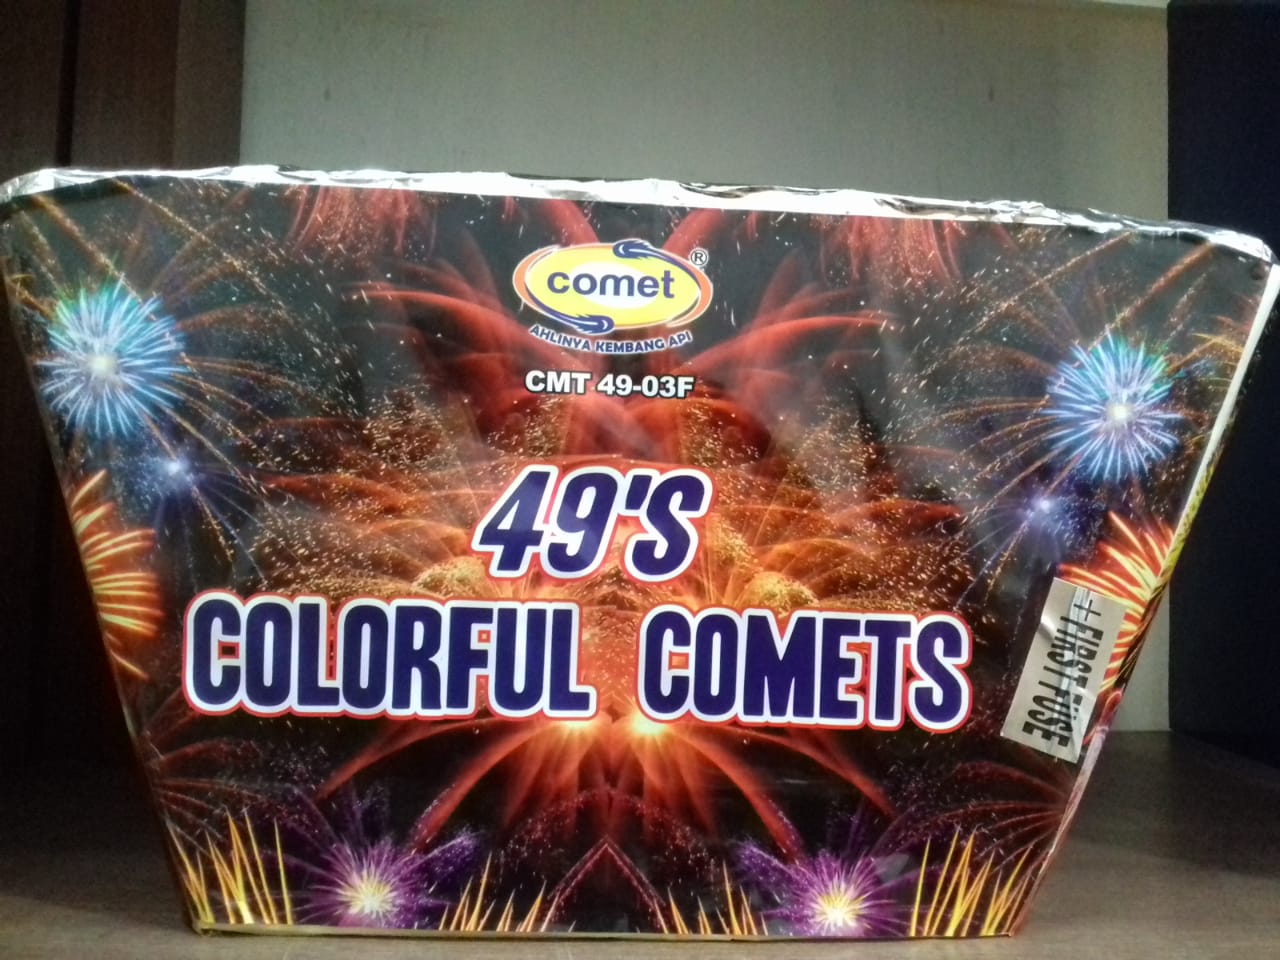 comet®
AHLINYA KEMBANG API
CMT 49-03F
49'S
COLORFUL COMETS
FIRST FUSE